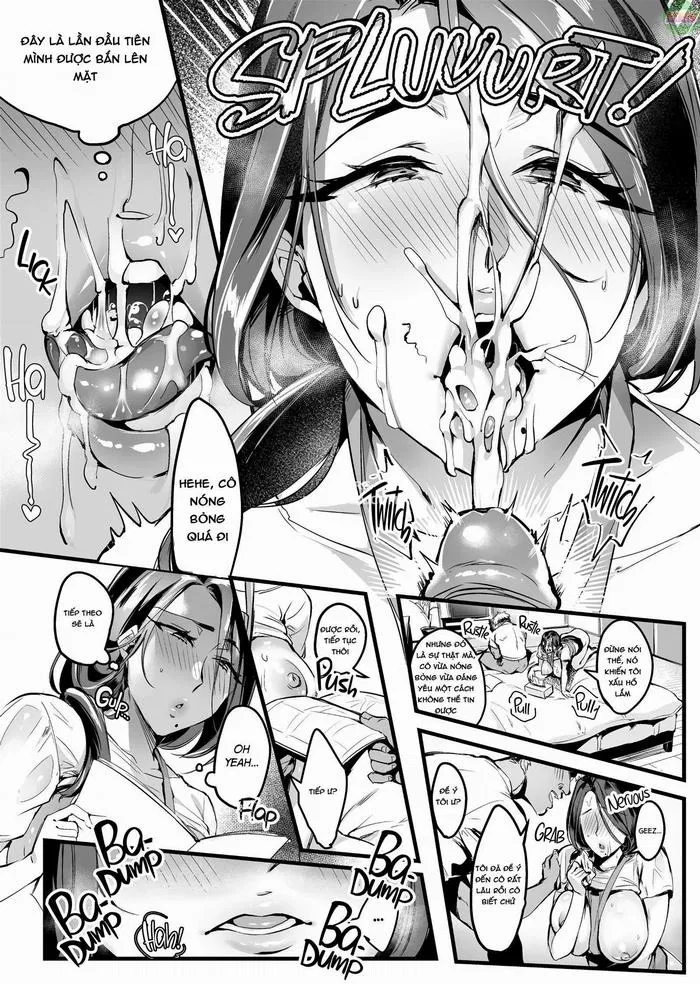 ĐÂY LÀ LẦN ĐẦU TIÊN
MÌNH ĐƯỢC BẮN LÊN
MẶT
SPLUUUURT!
Ha
LICK
Ha
HEHE, CÔ
NÓNG BỎNG
QUÁ ĐI
Twitch
Twitch
TIẾP THEO
SẼ LÀ
ĐƯỢC RỒI,
TIẾP TỤC
THÔI
Push
GULP
OH
YEAH...
TIẾP Ư?
Flap
Rustle
Rustle
NHƯNG ĐÓ
LÀ SỰ THẬT MÀ,
CÔ VỪA NÓNG
BỎNG VỪA ĐÁNG
YÊU MỘT CÁCH
KHÔNG THỂ TIN
ĐƯỢC
ĐỪNG NÓI
THẾ, NÓ
KHIẾN TÔI
XẤU HỔ
LẮM
Pull
Pull
ĐỂ Ý
TÔI Ư?
Nervous
GEEZ...
GRAB
TÔI ĐÃ ĐỂ Ý
ĐẾN CÔ RẤT
LÂU RỒI CÔ
BIẾT CHỨ
BA-
DUMP
BA-
DUMP
BA-
DUMP
...
Hah!
BA-
DUMP